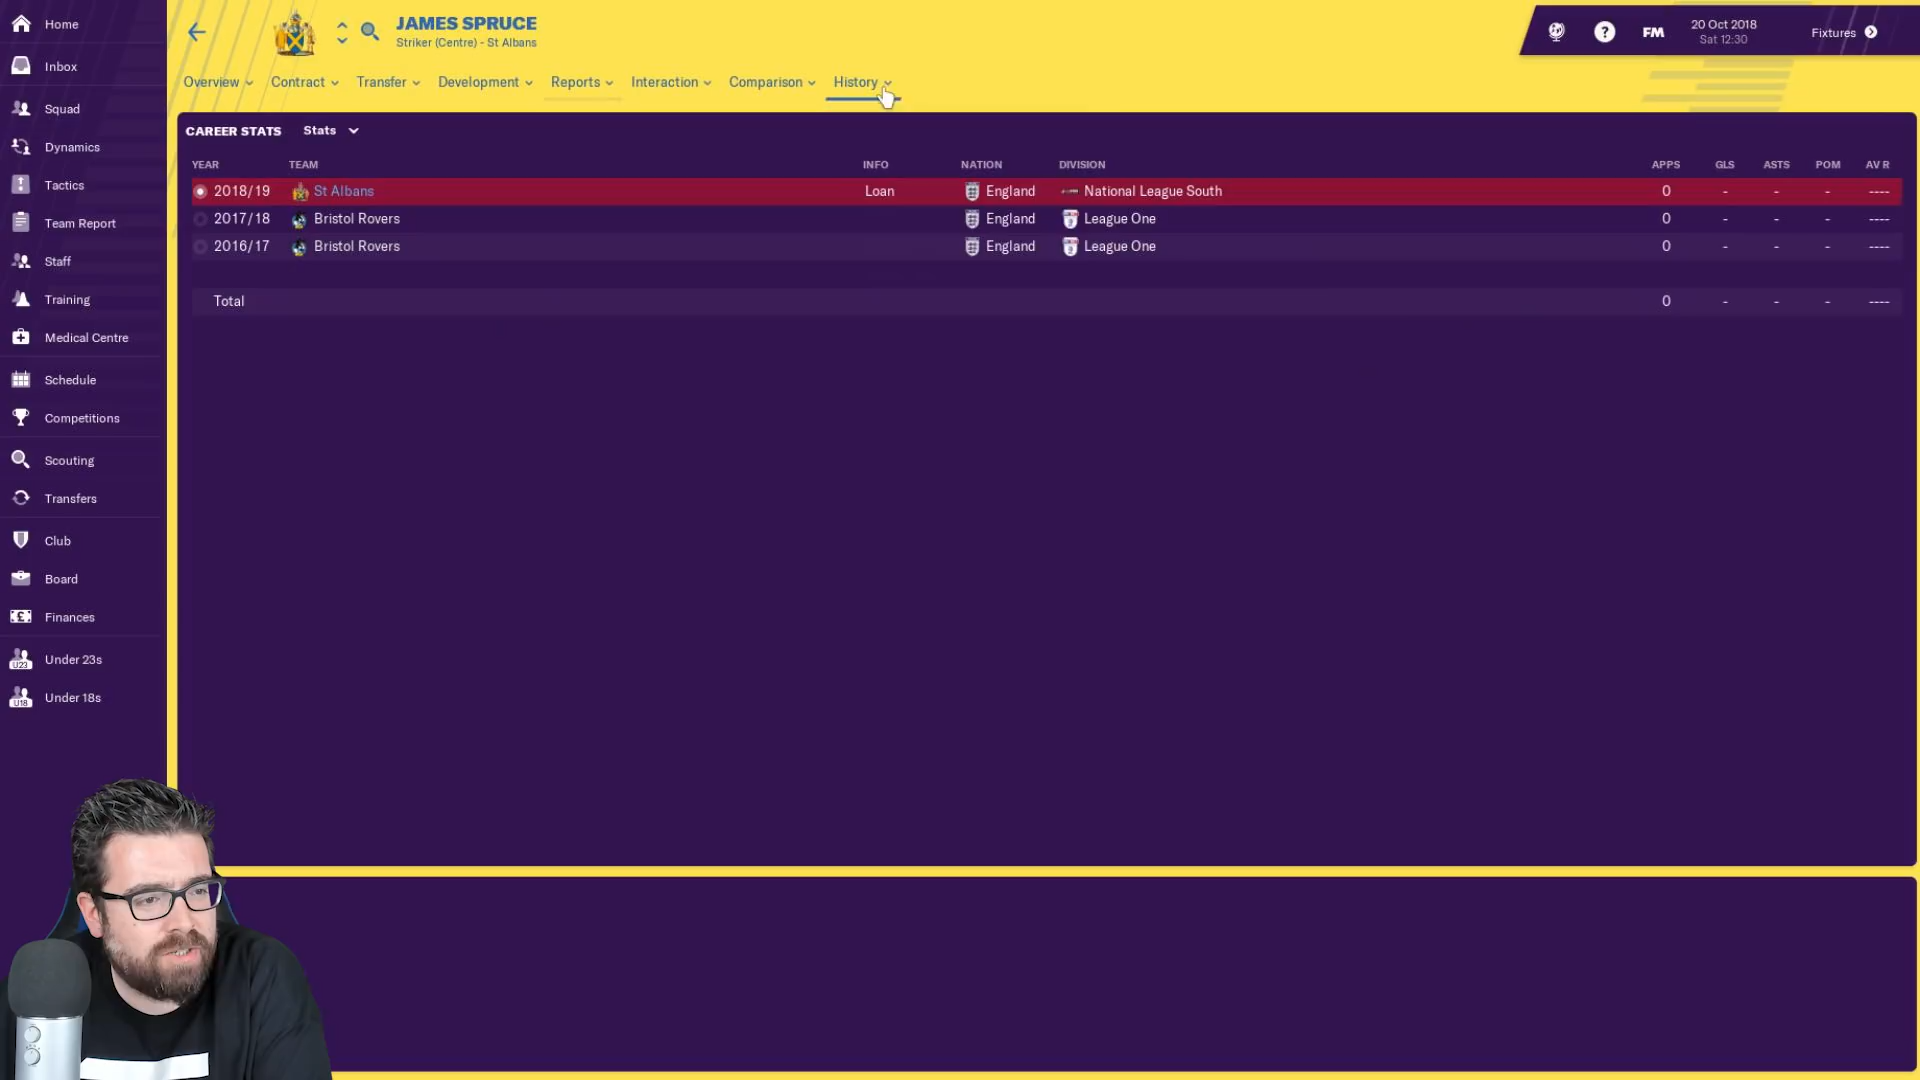 Home
Inbox
Squad
Dynamics
Tactics
Team Report
Staff
Training
Medical Centre
Schedule
Competitions
Scouting
Transfers
Club
Board
Finances
U23 Under 23s
U18 Under 18s
JAMES SPRUCE
Striker (Centre) - St Albans
? FM 20 Oct 2018
Sat 12:30
Fixtures
Overview Contract Transfer Development Reports Interaction Comparison History
CAREER STATS Stats
YEAR TEAM INFO NATION DIVISION APPS GLS ASTS POM AV R
2018/19 St Albans Loan England National League South 0 - - - ----
2017/18 Bristol Rovers England League One 0 - - - ----
2016/17 Bristol Rovers England League One 0 - - - ----
Total 0 - - - ----